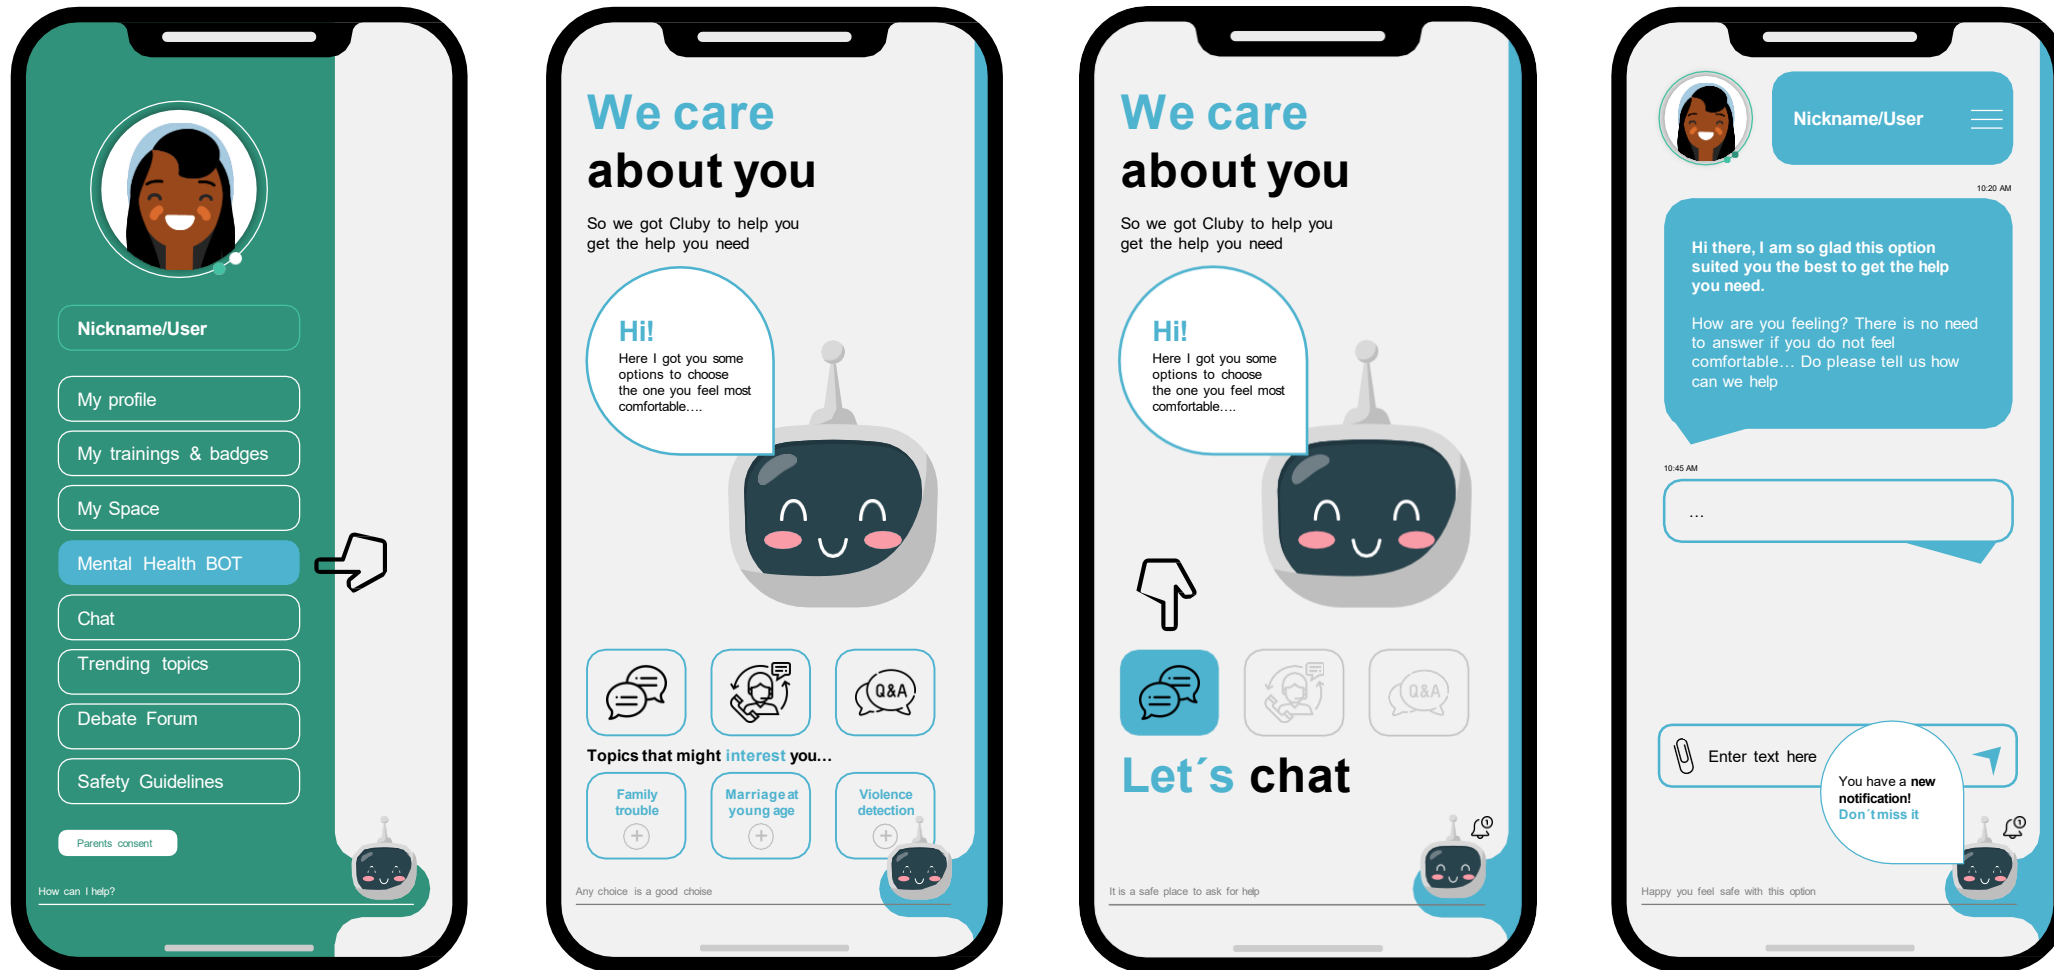 Nickname/User
My profile
My trainings & badges
My Space
Mental Health BOT
Chat
Trending topics
Debate Forum
Safety Guidelines
Parents consent
How can I help?
We care
about you
So we got Cluby to help you
get the help you need
Hi!
Here I got you some
options to choose
the one you feel most
comfortable….
Q&A
Topics that might interest you…
Family
trouble
Marriage at
young age
Violence
detection
Any choice is a good choise
We care
about you
So we got Cluby to help you
get the help you need
Hi!
Here I got you some
options to choose
the one you feel most
comfortable….
Q&A
Let´s chat
1
It is a safe place to ask for help
Nickname/User
10:20 AM
Hi there, I am so glad this option
suited you the best to get the help
you need.
How are you feeling? There is no need
to answer if you do not feel
comfortable… Do please tell us how
can we help
10:45 AM
…
Enter text here
You have a new
notification!
Don´t miss it
1
Happy you feel safe with this option